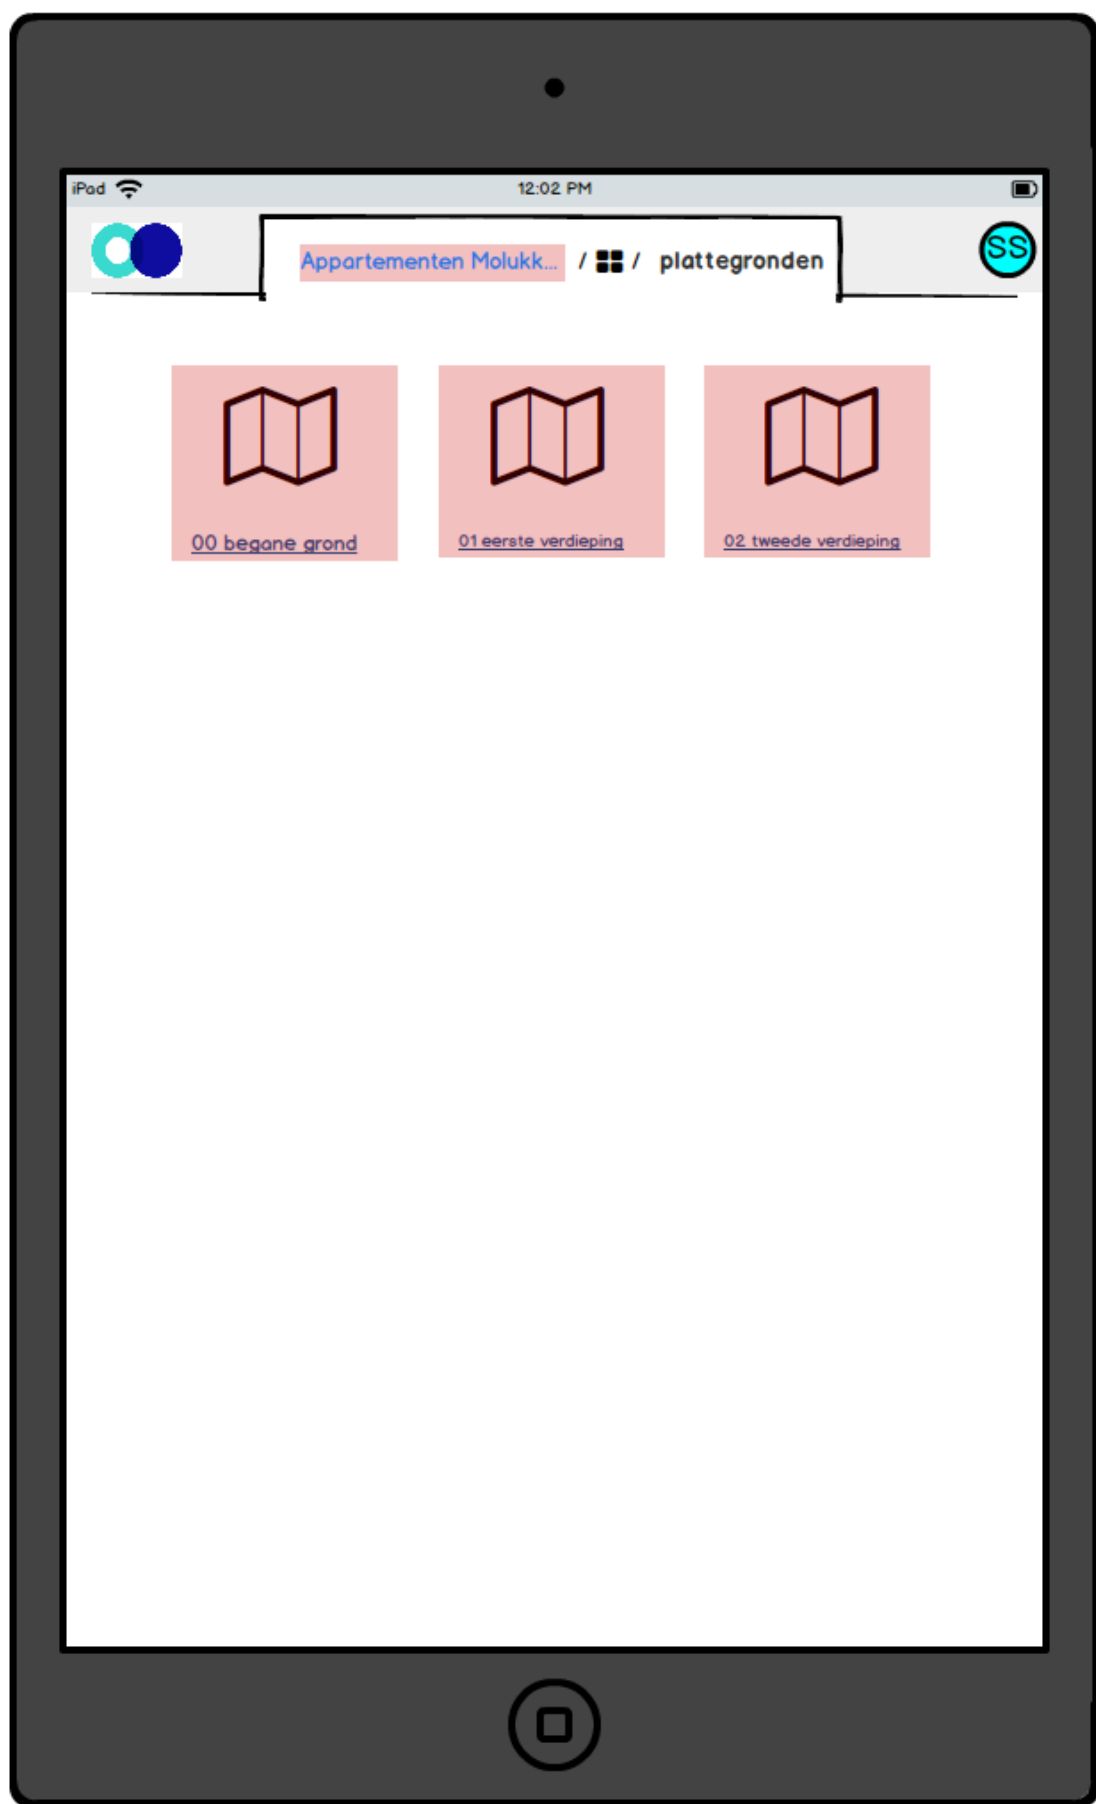 iPad 12:02 PM
Appartementen Molukk... / / plattegronden SS
00 begane grond
01 eerste verdieping
02 tweede verdieping